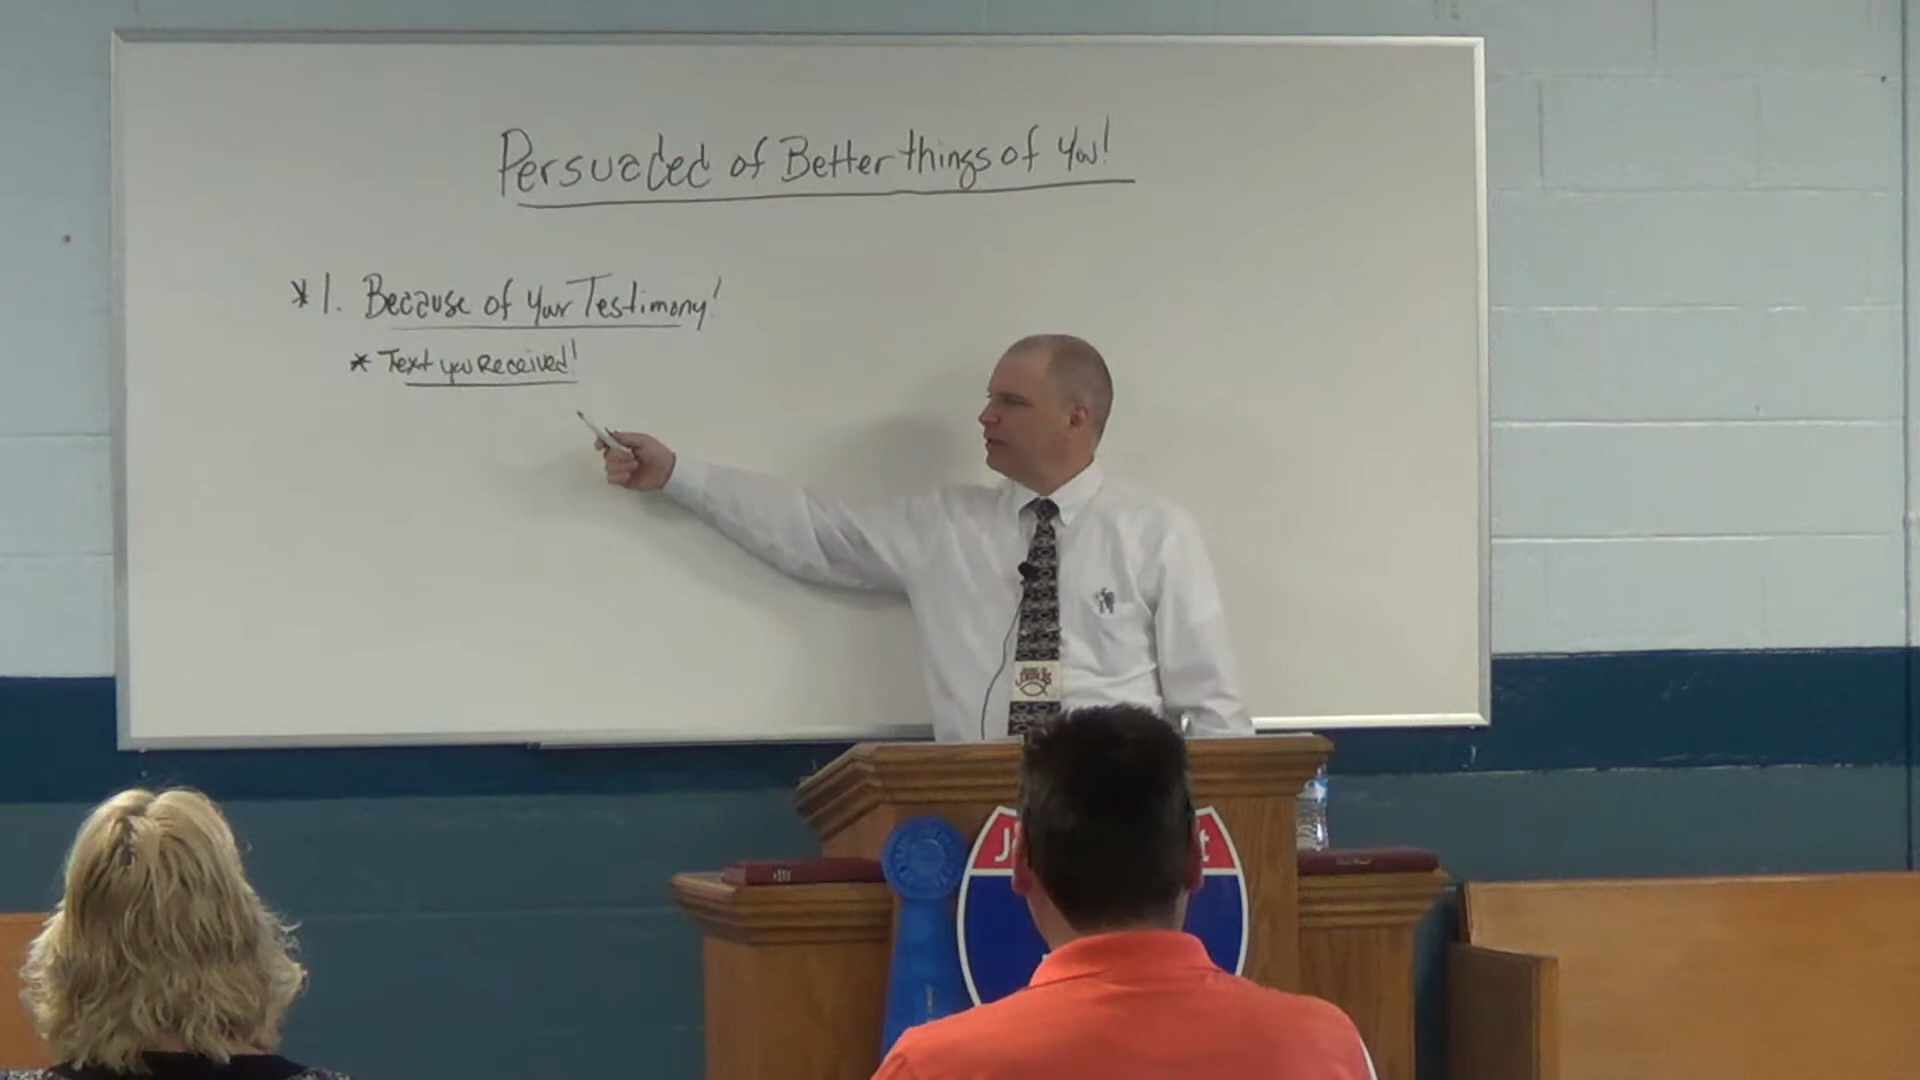 Persuaded of Better things of You!
* 1. Because of Your Testimony!
* Text you Received!